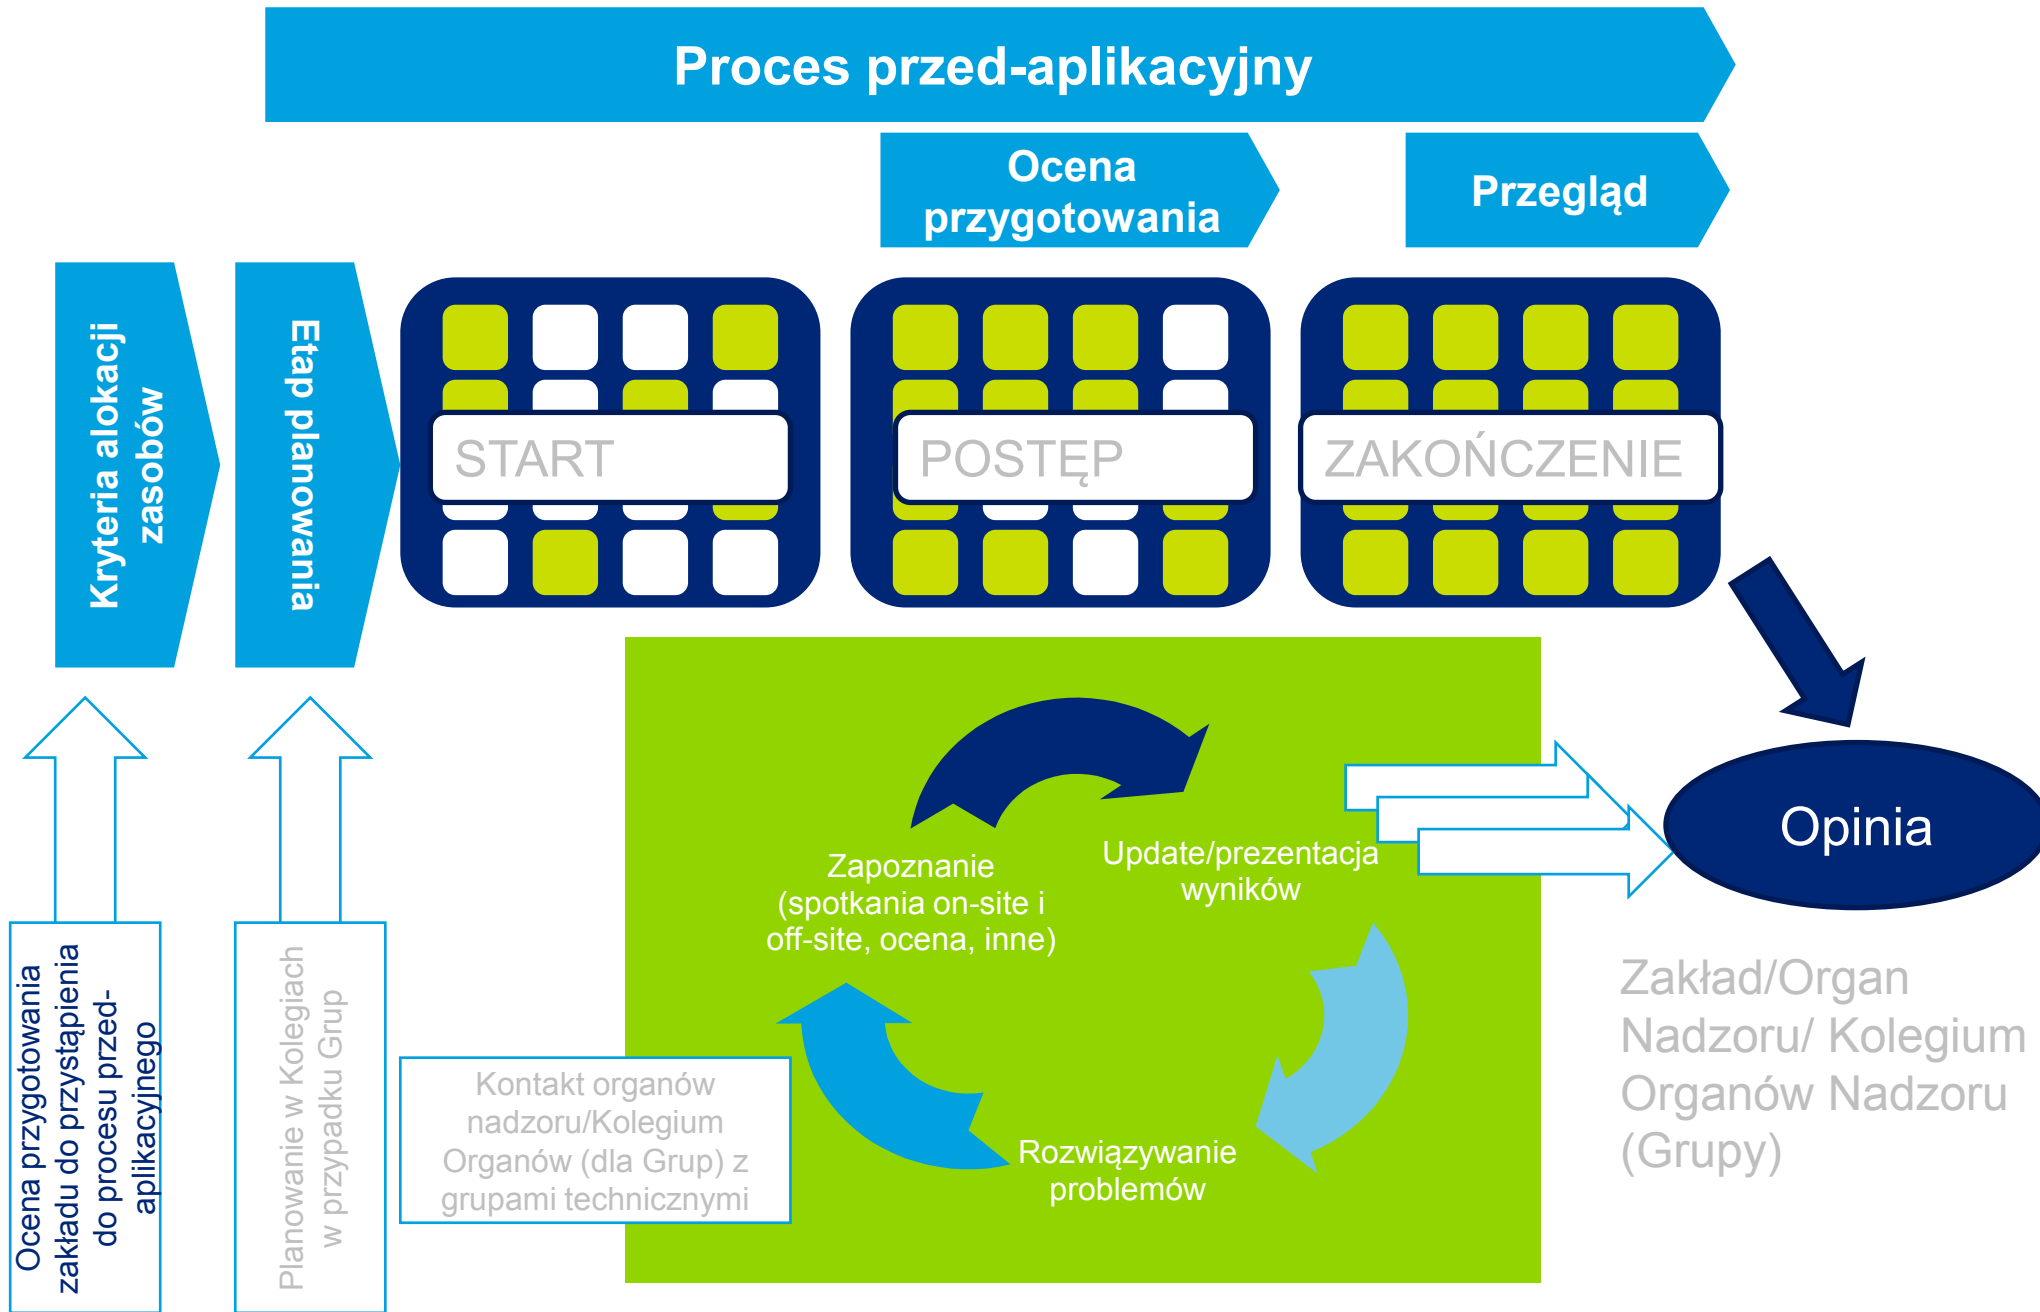 Proces przed-aplikacyjny
Ocena
przygotowania
Przegląd
Kryteria alokacji
zasobów
Etap planowania
START
POSTĘP
ZAKOŃCZENIE
Zapoznanie
(spotkania on-site i
off-site, ocena, inne)
Update/prezentacja
wyników
Rozwiązywanie
problemów
Opinia
Zakład/Organ
Nadzoru/ Kolegium
Organów Nadzoru
(Grupy)
Ocena przygotowania
zakładu do przystąpienia
do procesu przed-
aplikacyjnego
Planowanie w Kolegiach
w przypadku Grup
Kontakt organów
nadzoru/Kolegium
Organów (dla Grup) z
grupami technicznymi